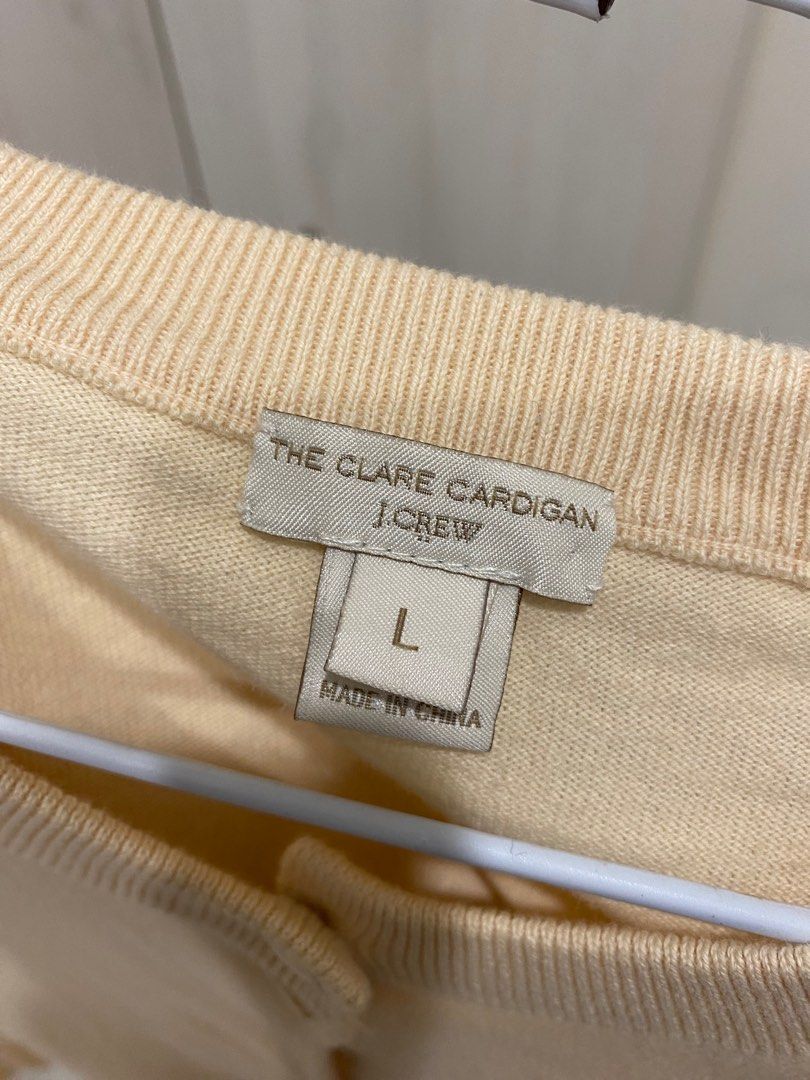 THE CLARE CARDIGAN
J.CREW
L
MADE IN CHINA